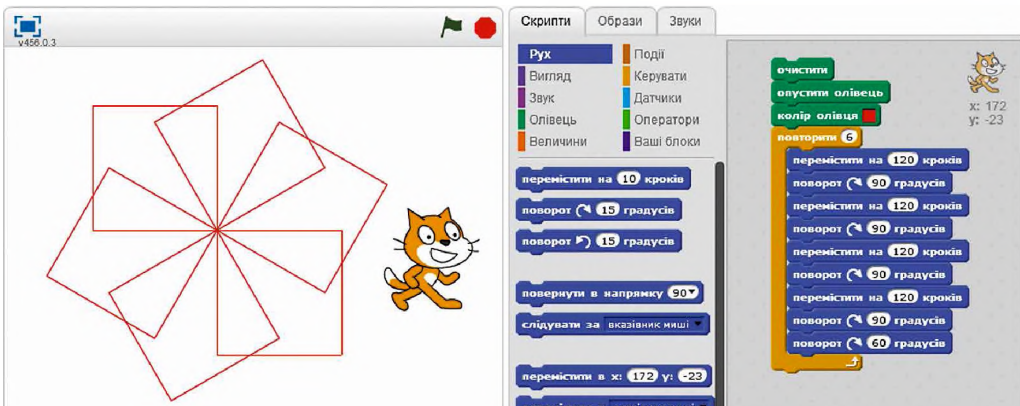 v456.0.3
Скрипти Образи Звуки
Рух
Вигляд
Звук
Олівець
Величини
Події
Керувати
Датчики
Оператори
Ваші блоки
перемістити на 10 кроків
поворот 15 градусів
поворот 15 градусів
повернути в напрямку 90
слідувати за вказівник миші
перемістити в x: 172 y: -23
очистити
опустити олівець
колір олівця
повторити 6
перемістити на 120 кроків
поворот 90 градусів
перемістити на 120 кроків
поворот 90 градусів
перемістити на 120 кроків
поворот 90 градусів
перемістити на 120 кроків
поворот 90 градусів
поворот 60 градусів
x: 172
y: -23